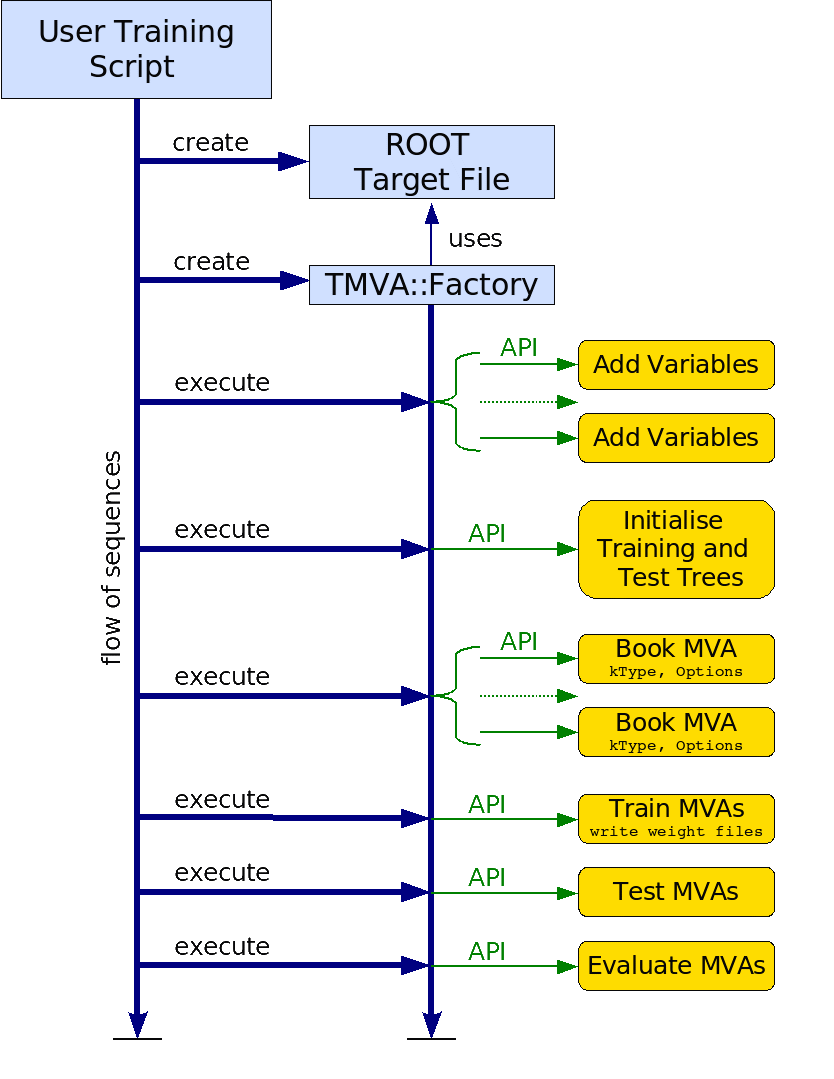 User Training
Script
create
ROOT
Target File
uses
create
TMVA::Factory
API
Add Variables
execute
Add Variables
flow of sequences
execute
API
Initialise
Training and
Test Trees
API
Book MVA
kType, Options
execute
Book MVA
kType, Options
execute
API
Train MVAs
write weight files
execute
API
Test MVAs
execute
API
Evaluate MVAs